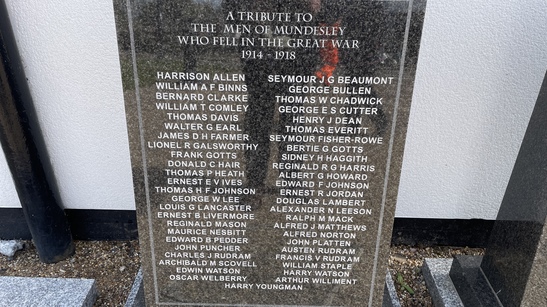 A TRIBUTE TO
THE MEN OF MUNDESLEY
WHO FELL IN THE GREAT WAR
1914 - 1918
HARRISON ALLEN
WILLIAM A F BINNS
BERNARD CLARKE
WILLIAM T COMLEY
THOMAS DAVIS
WALTER G EARL
JAMES D H FARMER
LIONEL R GALSWORTHY
FRANK GOTTS
DONALD C HAIR
THOMAS P HEATH
ERNEST E V IVES
THOMAS H F JOHNSON
GEORGE W LEE
LOUIS G LANCASTER
ERNEST B LIVERMORE
REGINALD MASON
MAURICE NESBITT
EDWARD B PEDDER
JOHN PUNCHER
CHARLES J RUDRAM
ARCHIBALD M SCOVELL
EDWIN WATSON
OSCAR WELBERRY
SEYMOUR J G BEAUMONT
GEORGE BULLEN
THOMAS W CHADWICK
GEORGE E S CUTTER
HENRY J DEAN
THOMAS EVERITT
SEYMOUR FISHER-ROWE
BERTIE G GOTTS
SIDNEY H HAGGITH
REGINALD R G HARRIS
ALBERT G HOWARD
EDWARD F JOHNSON
ERNEST R JORDAN
DOUGLAS LAMBERT
ALEXANDER N LEESON
RALPH M MACK
ALFRED J MATTHEWS
ALFRED NORTON
JOHN PLATTEN
AUSTEN RUDRAM
FRANCIS V RUDRAM
WILLIAM STAPLE
HARRY WATSON
ARTHUR WILLIMENT
HARRY YOUNGMAN